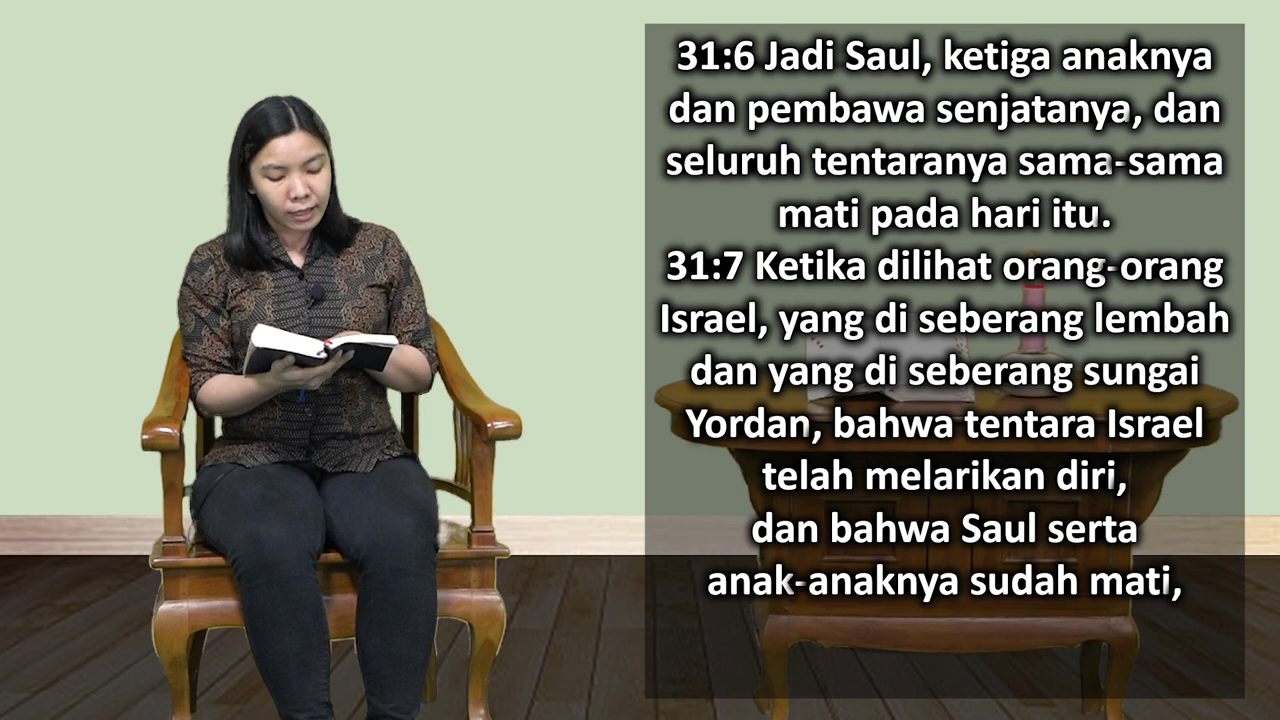 31:6 Jadi Saul, ketiga anaknya
dan pembawa senjatanya, dan
seluruh tentaranya sama-sama
mati pada hari itu.
31:7 Ketika dilihat orang-orang
Israel, yang di seberang lembah
dan yang di seberang sungai
Yordan, bahwa tentara Israel
telah melarikan diri,
dan bahwa Saul serta
anak-anaknya sudah mati,